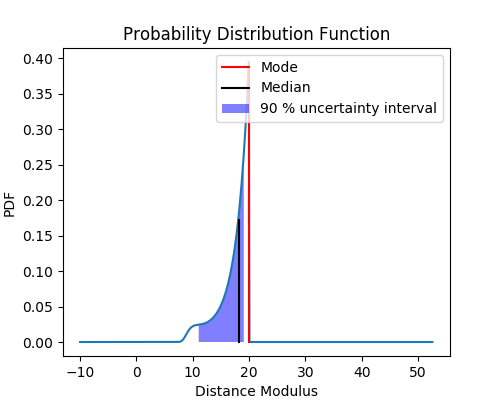 Probability Distribution Function
Mode
Median
90 % uncertainty interval
0.40
0.35
0.30
0.25
0.20
0.15
0.10
0.05
0.00
PDF
−10 0 10 20 30 40 50
Distance Modulus